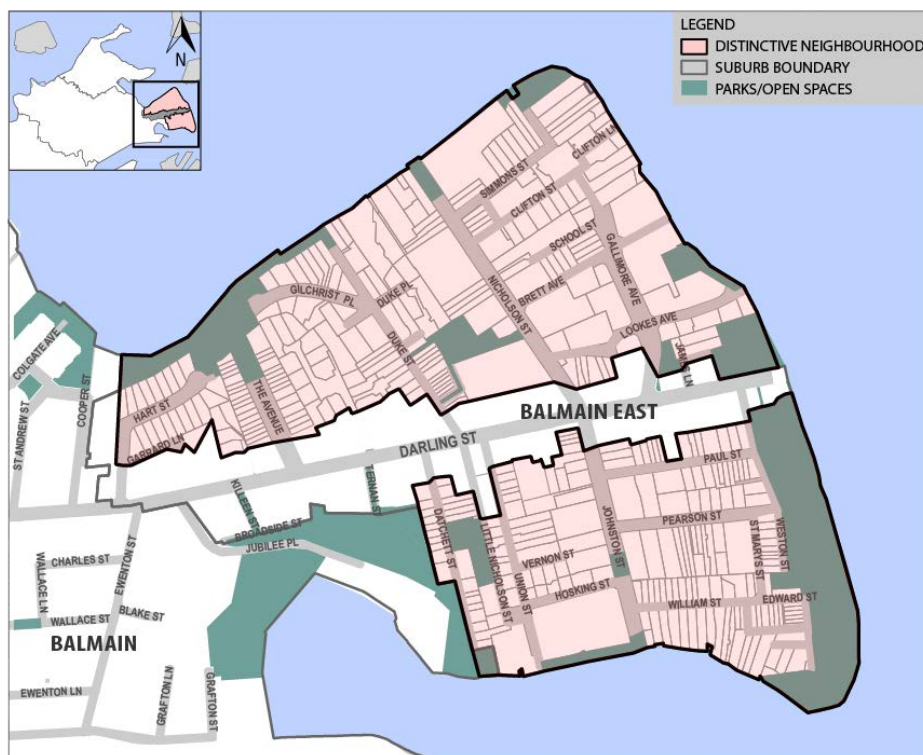 N
LEGEND
DISTINCTIVE NEIGHBOURHOOD
SUBURB BOUNDARY
PARKS/OPEN SPACES
CLIFTON LN
SIMMONS ST
CLIFTON ST
SCHOOL ST
GALLIMORE AVE
NICHOLSON ST
BRETT AVE
DUKE PL
GILCHRIST PL
LOOKES AVE
DUKE ST
JAMES LN
COLGATE AVE
COOPER ST
ST ANDREW ST
HART ST
THE AVENUE
GARRARD LN
BALMAIN EAST
DARLING ST
PAUL ST
KILLEEN ST
TERNAN ST
BROADSIDE ST
JUBILEE PL
DATCHETT ST
LITTLE NICHOLSON ST
UNION ST
VERNON ST
JOHNSTON ST
PEARSON ST
HOSKING ST
ST MARYS ST
WESTON ST
WILLIAM ST
EDWARD ST
CHARLES ST
EWENTON ST
WALLACE LN
WALLACE ST
BLAKE ST
BALMAIN
EWENTON LN
GRAFTON LN
GRAFTON ST